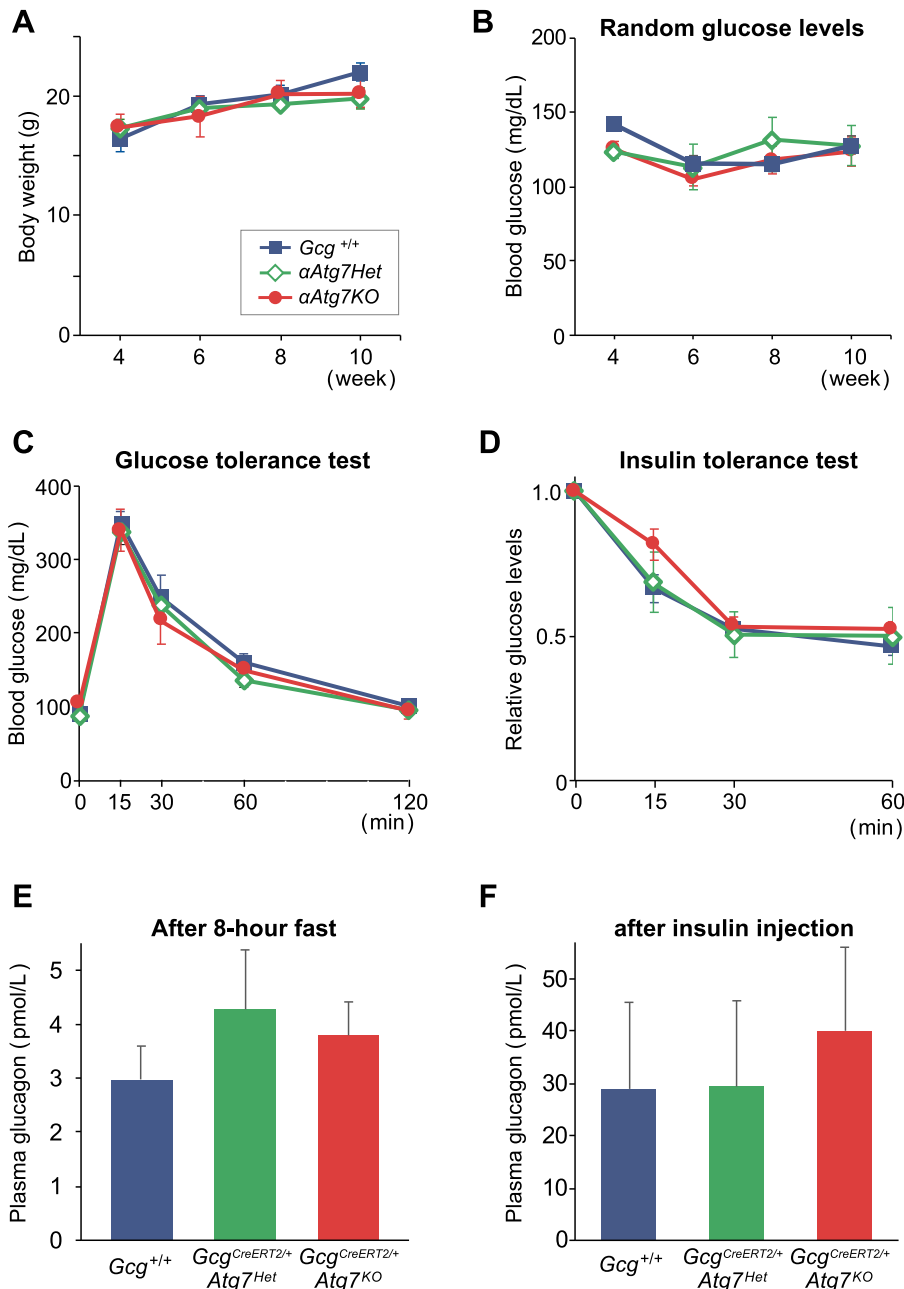 A
Body weight (g)
20
10
0
4 6 8 10
(week)
Gcg +/+
αAtg7Het
αAtg7KO
B
Random glucose levels
Blood glucose (mg/dL)
200
150
100
50
0
4 6 8 10
(week)
C
Glucose tolerance test
Blood glucose (mg/dL)
400
300
200
100
0
0 15 30 60 120
(min)
D
Insulin tolerance test
Relative glucose levels
1.0
0.5
0
0 15 30 60
(min)
E
After 8-hour fast
Plasma glucagon (pmol/L)
5
4
3
2
1
0
Gcg+/+
GcgCreERT2/+
Atg7Het
GcgCreERT2/+
Atg7KO
F
after insulin injection
Plasma glucagon (pmol/L)
50
40
30
20
10
0
Gcg+/+
GcgCreERT2/+
Atg7Het
GcgCreERT2/+
Atg7KO